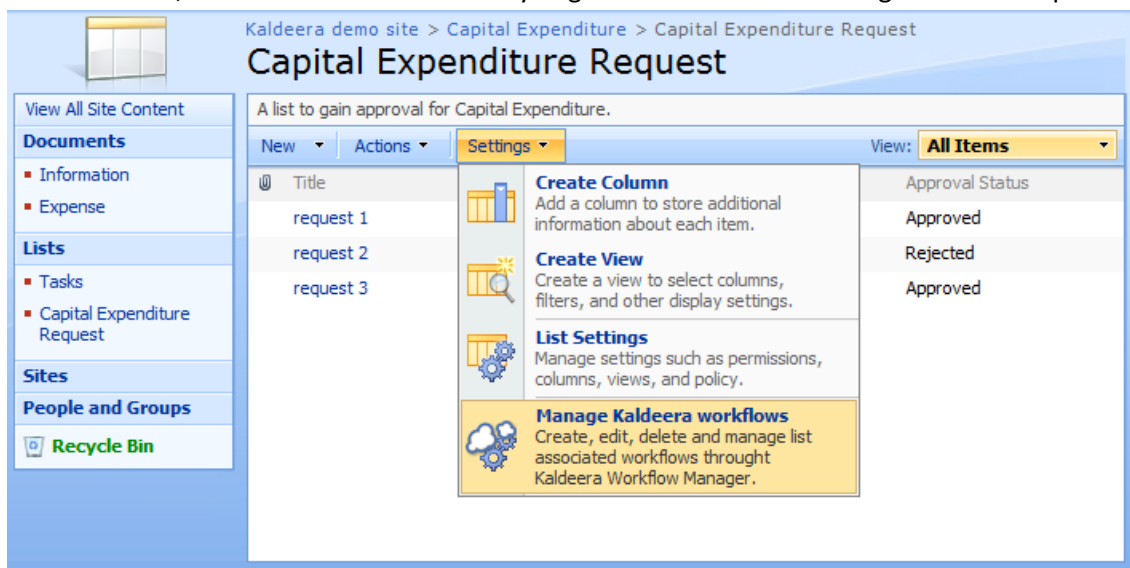 Kaldeera demo site > Capital Expenditure > Capital Expenditure Request
Capital Expenditure Request
View All Site Content
Documents
Information
Expense
Lists
Tasks
Capital Expenditure
Request
Sites
People and Groups
Recycle Bin
A list to gain approval for Capital Expenditure.
New Actions Settings View: All Items
Title Approval Status
request 1 Approved
request 2 Rejected
request 3 Approved
Create Column
Add a column to store additional
information about each item.
Create View
Create a view to select columns,
filters, and other display settings.
List Settings
Manage settings such as permissions,
columns, views, and policy.
Manage Kaldeera workflows
Create, edit, delete and manage list
associated workflows throught
Kaldeera Workflow Manager.